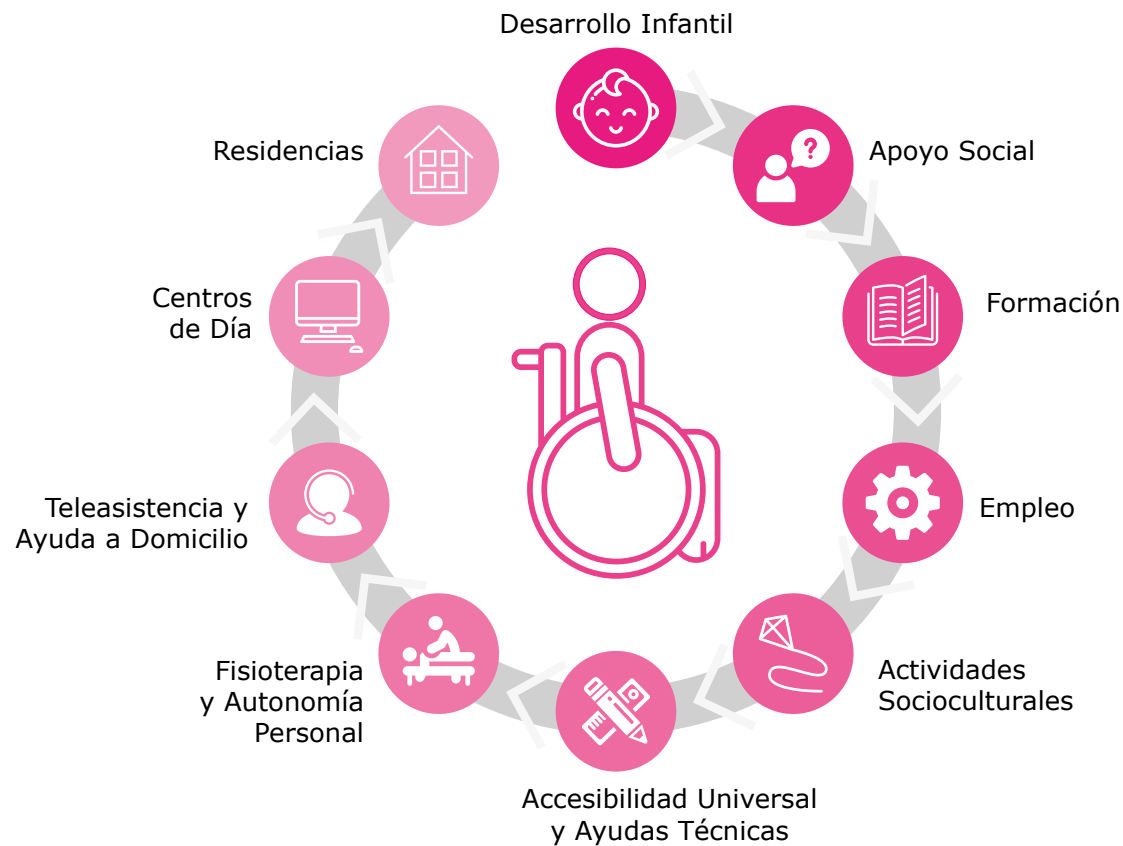 Desarrollo Infantil
Apoyo Social
?
Formación
Empleo
Actividades
Socioculturales
Accesibilidad Universal
y Ayudas Técnicas
Fisioterapia
y Autonomía
Personal
Teleasistencia y
Ayuda a Domicilio
Centros
de Día
Residencias